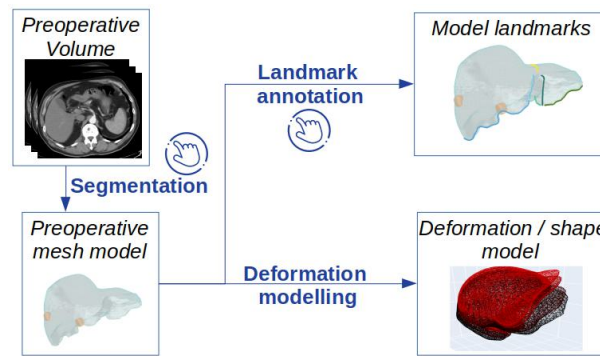 Preoperative
Volume
Segmentation
Preoperative
mesh model
Landmark
annotation
Model landmarks
Deformation
modelling
Deformation / shape
model